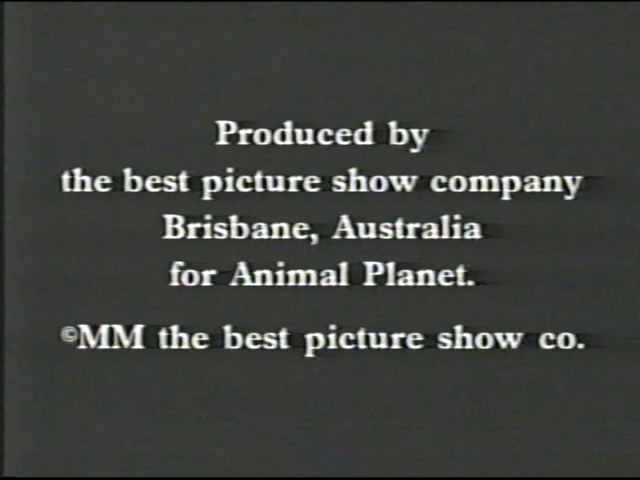 Produced by
the best picture show company
Brisbane, Australia
for Animal Planet.
©MM the best picture show co.